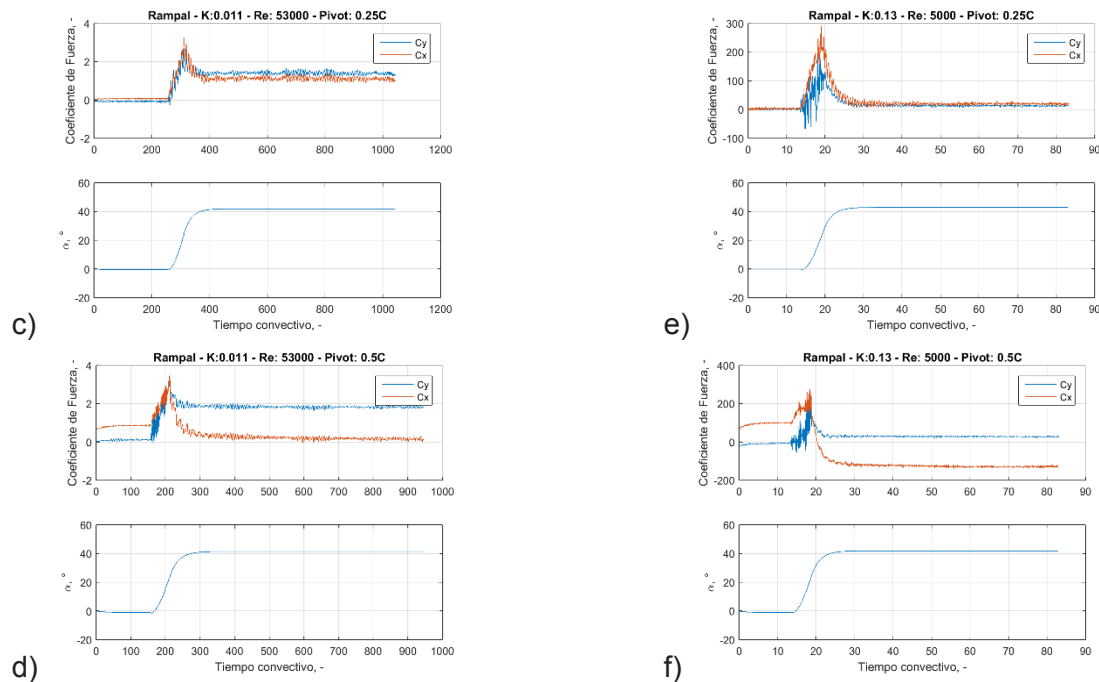 Rampal - K:0.011 - Re: 53000 - Pivot: 0.25C
Coeficiente de Fuerza, -
4
2
0
-2
Cy
Cx
0 200 400 600 800 1000 1200
α, °
60
40
20
0
-20
0 200 400 600 800 1000 1200
Tiempo convectivo, -
c)
Rampal - K:0.13 - Re: 5000 - Pivot: 0.25C
Coeficiente de Fuerza, -
300
200
100
0
-100
Cy
Cx
0 10 20 30 40 50 60 70 80 90
α, °
60
40
20
0
-20
0 10 20 30 40 50 60 70 80 90
Tiempo convectivo, -
e)
Rampal - K:0.011 - Re: 53000 - Pivot: 0.5C
Coeficiente de Fuerza, -
4
2
0
-2
Cy
Cx
0 100 200 300 400 500 600 700 800 900 1000
α, °
60
40
20
0
-20
0 100 200 300 400 500 600 700 800 900 1000
Tiempo convectivo, -
d)
Rampal - K:0.13 - Re: 5000 - Pivot: 0.5C
Coeficiente de Fuerza, -
400
200
0
-200
Cy
Cx
0 10 20 30 40 50 60 70 80 90
α, °
60
40
20
0
-20
0 10 20 30 40 50 60 70 80 90
Tiempo convectivo, -
f)